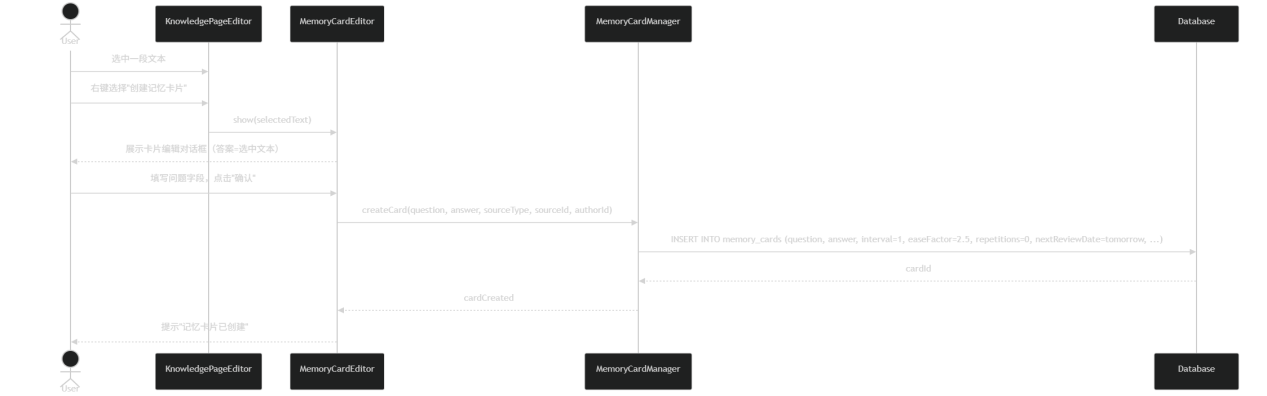 User
KnowledgePageEditor
MemoryCardEditor
MemoryCardManager
Database
选中一段文本
右键选择"创建记忆卡片"
show(selectedText)
展示卡片编辑对话框（答案=选中文本）
填写问题字段，点击"确认"
createCard(question, answer, sourceType, sourceId, authorId)
INSERT INTO memory_cards (question, answer, interval=1, easeFactor=2.5, repetitions=0, nextReviewDate=tomorrow, ...)
cardId
cardCreated
提示"记忆卡片已创建"
User
KnowledgePageEditor
MemoryCardEditor
MemoryCardManager
Database